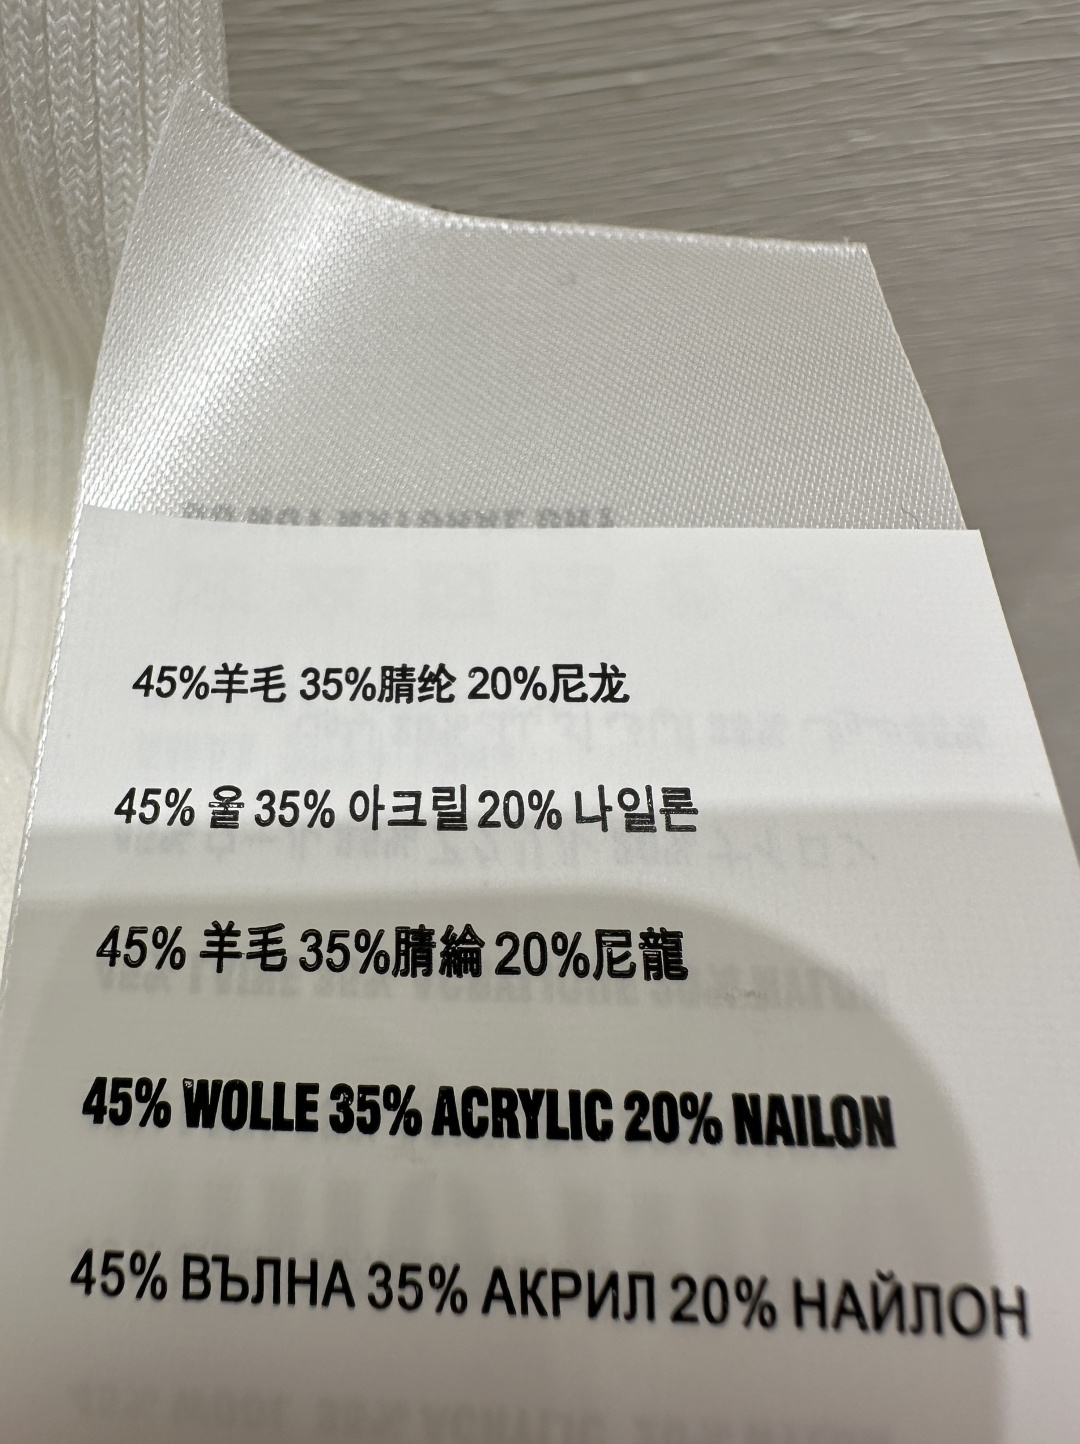 45%羊毛 35%腈纶 20%尼龙
45% 울 35% 아크릴 20% 나일론
45% 羊毛 35%腈綸 20%尼龍
45% WOLLE 35% ACRYLIC 20% NAILON
45% ВЪЛНА 35% АКРИЛ 20% НАЙЛОН